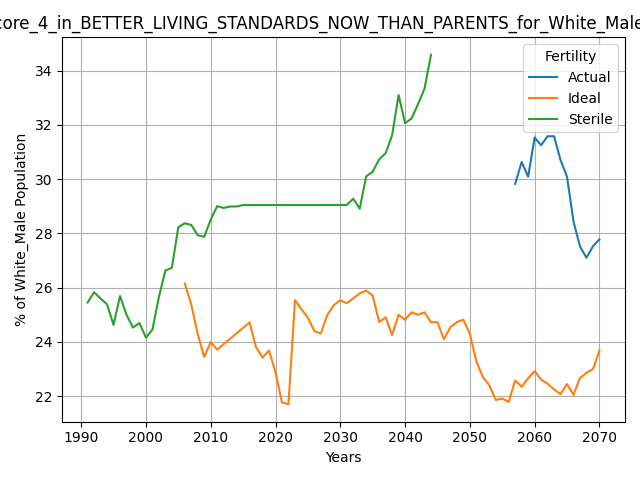 core_4_in_BETTER_LIVING_STANDARDS_NOW_THAN_PARENTS_for_White_Male
Fertility
Actual
Ideal
Sterile
% of White_Male Population
34
32
30
28
26
24
22
1990 2000 2010 2020 2030 2040 2050 2060 2070
Years